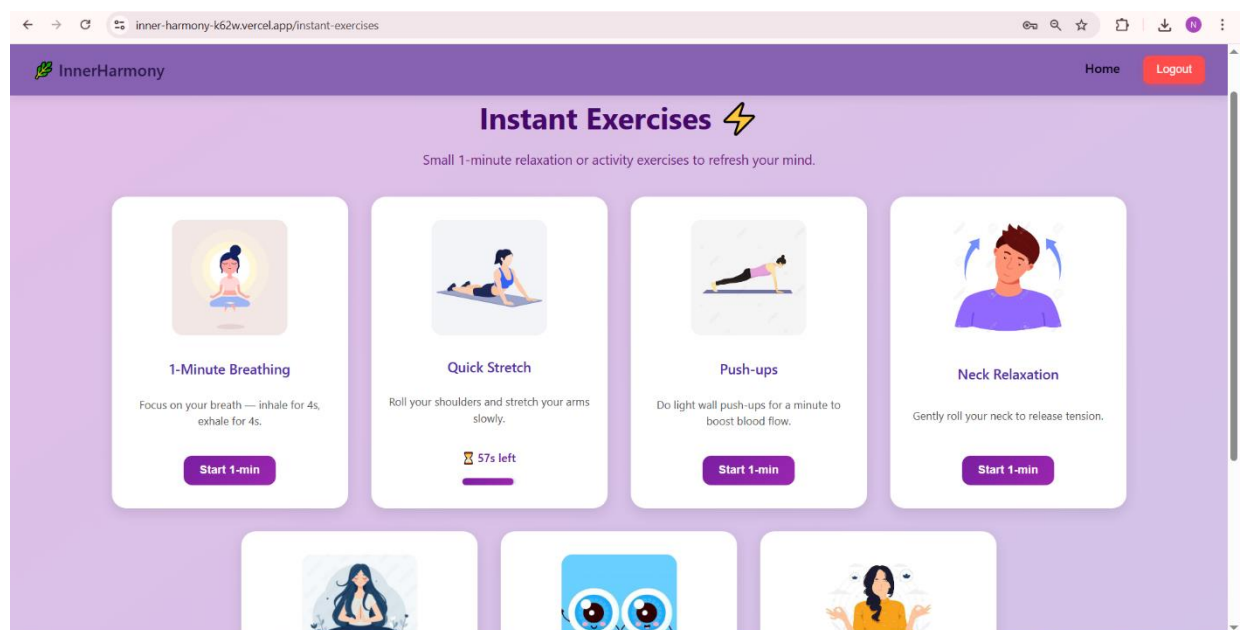 inner-harmony-k62w.vercel.app/instant-exercises
N
InnerHarmony
Home
Logout
Instant Exercises ⚡
Small 1-minute relaxation or activity exercises to refresh your mind.
1-Minute Breathing
Focus on your breath — inhale for 4s,
exhale for 4s.
Start 1-min
Quick Stretch
Roll your shoulders and stretch your arms
slowly.
⏳ 57s left
Push-ups
Do light wall push-ups for a minute to
boost blood flow.
Start 1-min
Neck Relaxation
Gently roll your neck to release tension.
Start 1-min